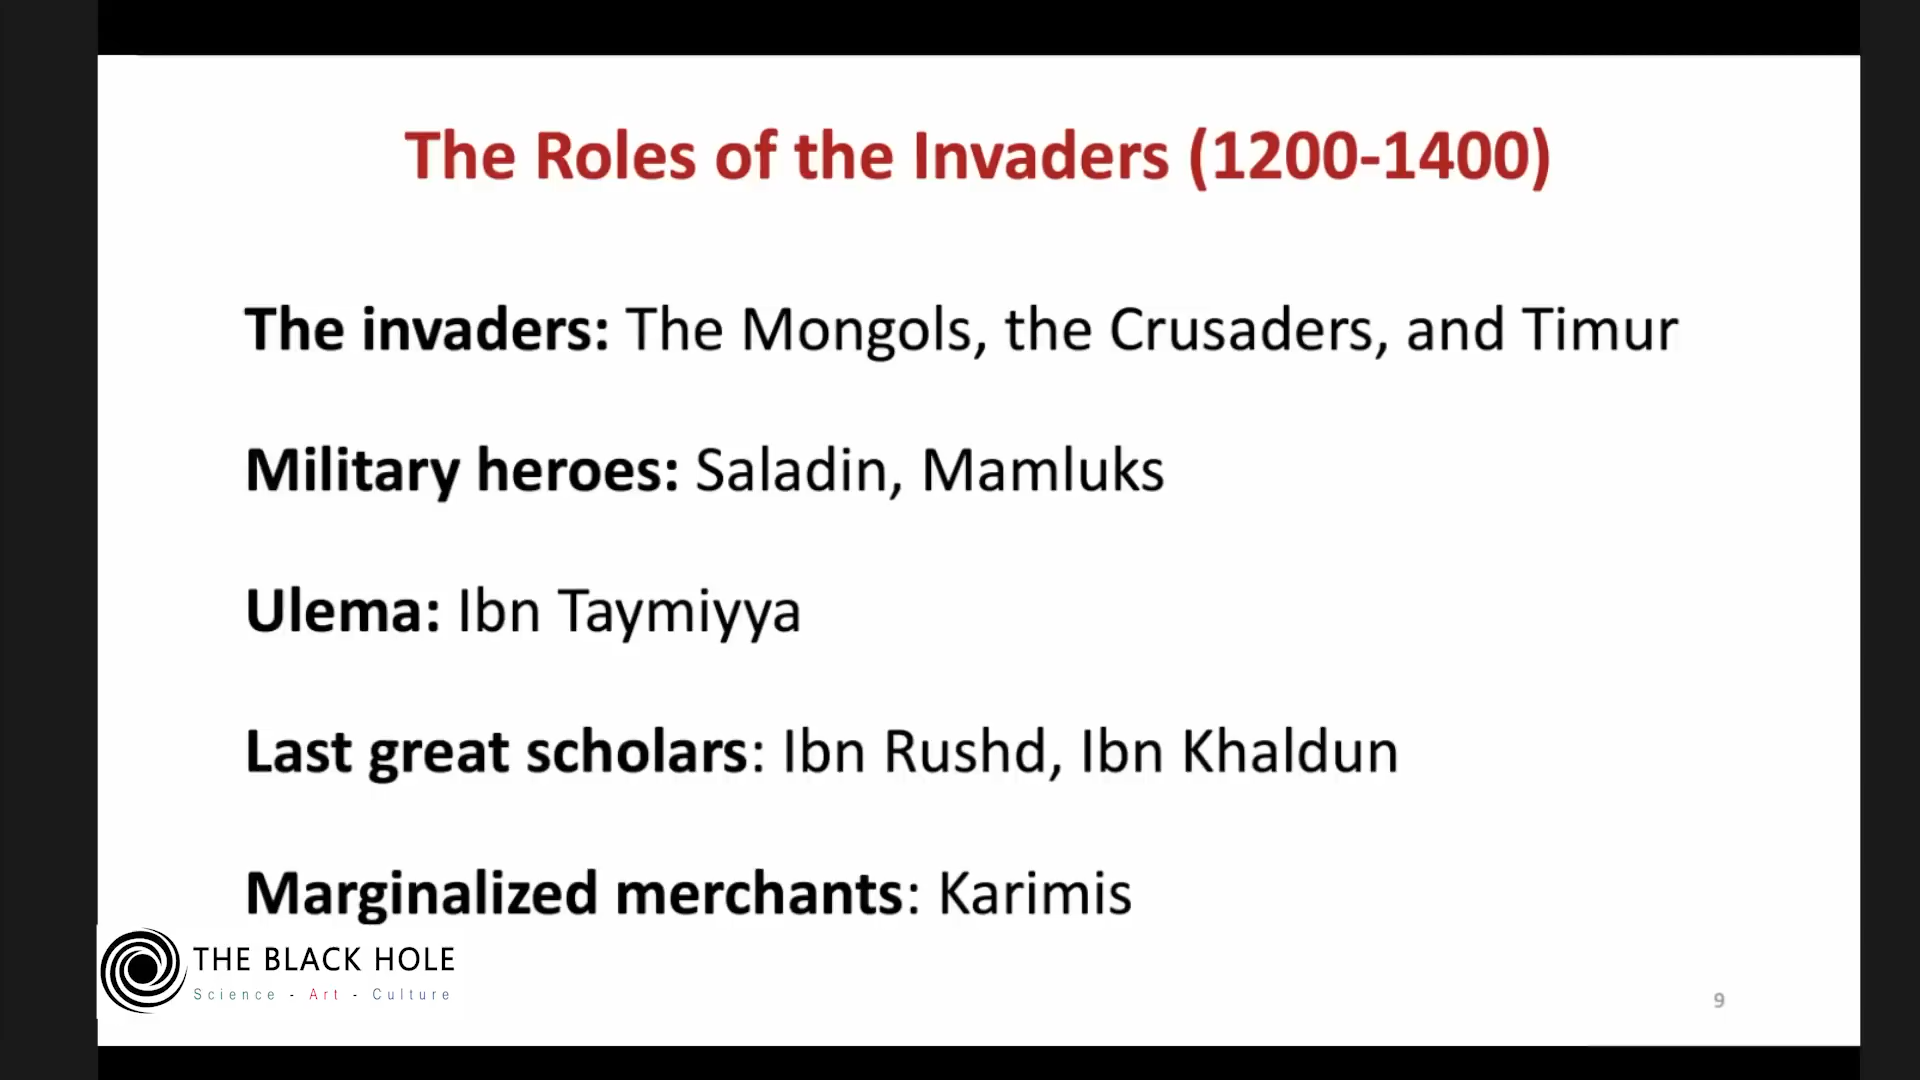 The Roles of the Invaders (1200-1400)
The invaders: The Mongols, the Crusaders, and Timur
Military heroes: Saladin, Mamluks
Ulema: Ibn Taymiyya
Last great scholars: Ibn Rushd, Ibn Khaldun
Marginalized merchants: Karimis
THE BLACK HOLE
Science - Art - Culture
9